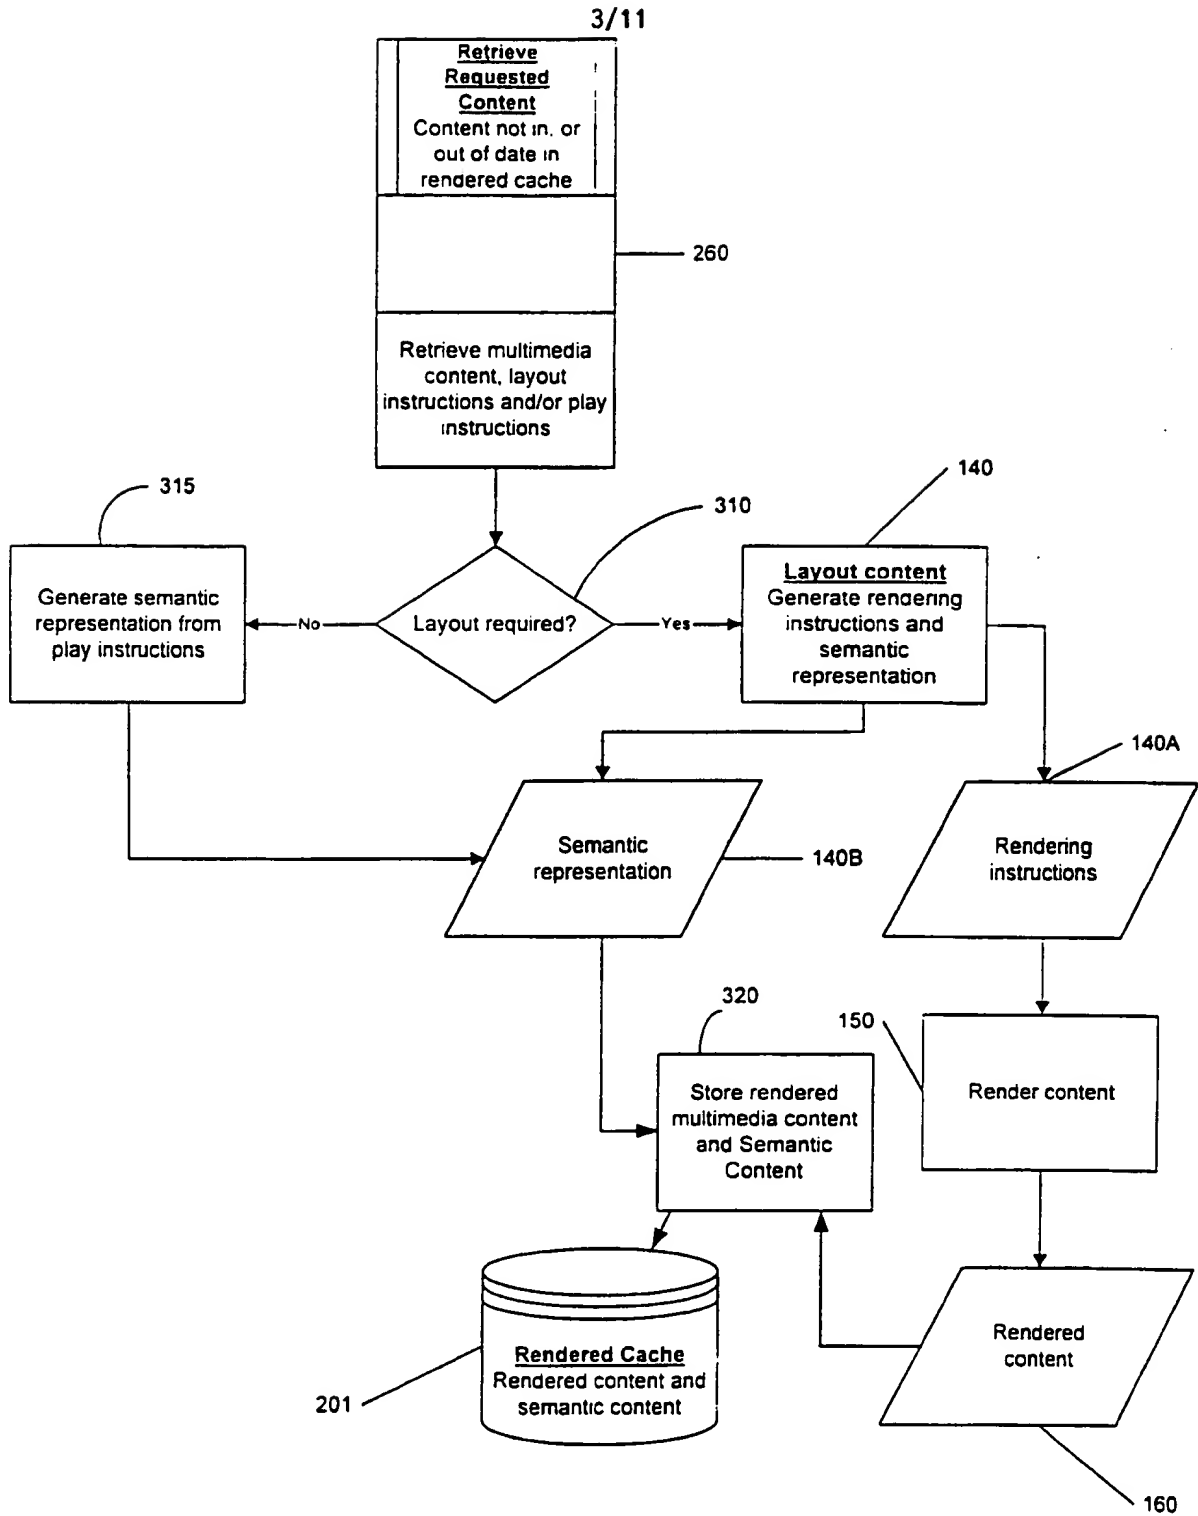 3/11
Retrieve
Requested
Content
Content not in, or
out of date in
rendered cache
260
Retrieve multimedia
content, layout
instructions and/or play
instructions
315
310
140
Generate semantic
representation from
play instructions
No
Layout required?
Yes
Layout content
Generate rendering
instructions and
semantic
representation
140A
Semantic
representation
140B
Rendering
instructions
320
150
Store rendered
multimedia content
and Semantic
Content
Render content
Rendered Cache
Rendered content and
semantic content
201
Rendered
content
160